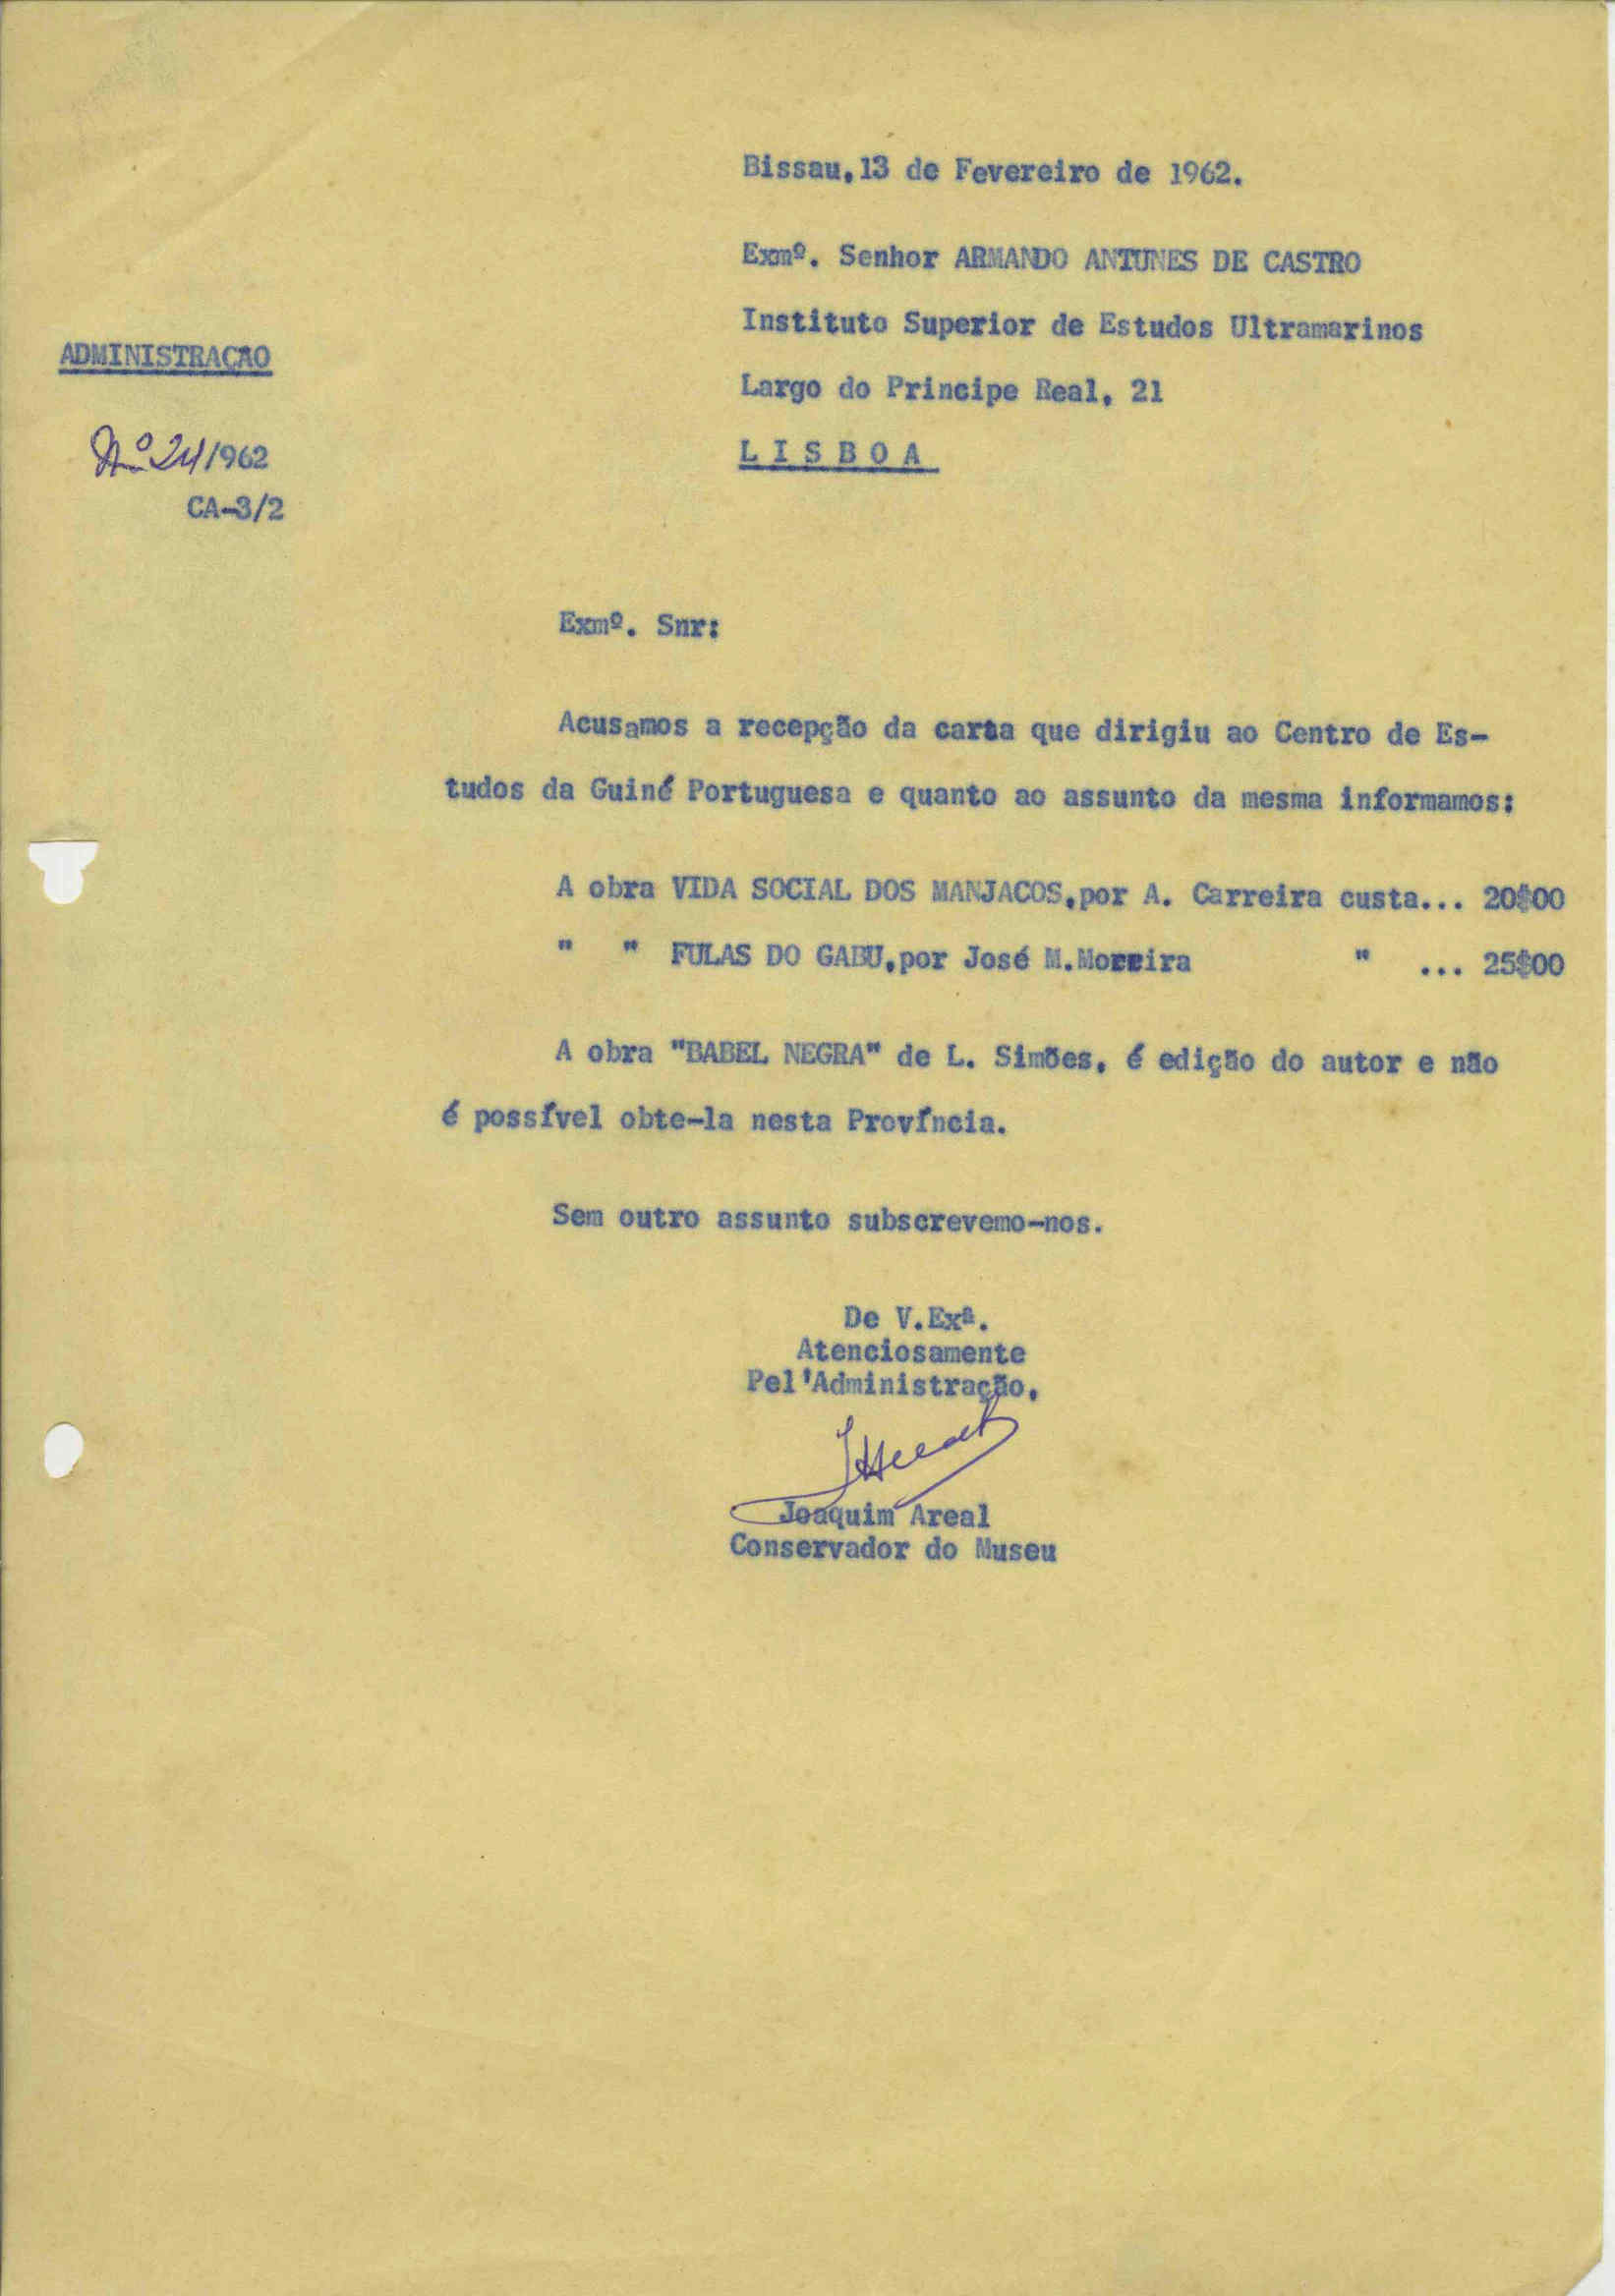 Bissau,13 de Fevereiro de 1962.
Exmº. Senhor ARMANDO ANTUNES DE CASTRO
Instituto Superior de Estudos Ultramarinos
Largo do Principe Real, 21
L I S B O A
ADMINISTRAÇAO
Nº 24/962
CA-3/2
Exmº. Snr:
Acusamos a recepção da carta que dirigiu ao Centro de Es-
tudos da Guiné Portuguesa e quanto ao assunto da mesma informamos:
A obra VIDA SOCIAL DOS MANJACOS,por A. Carreira custa... 20$00
" " FULAS DO GABU,por José M.Moreira " ... 25$00
A obra "BABEL NEGRA" de L. Simões, é edição do autor e não
é possível obte-la nesta Província.
Sem outro assunto subscrevemo-nos.
De V.Exª.
Atenciosamente
Pel'Administração,
Joaquim Areal
Conservador do Museu